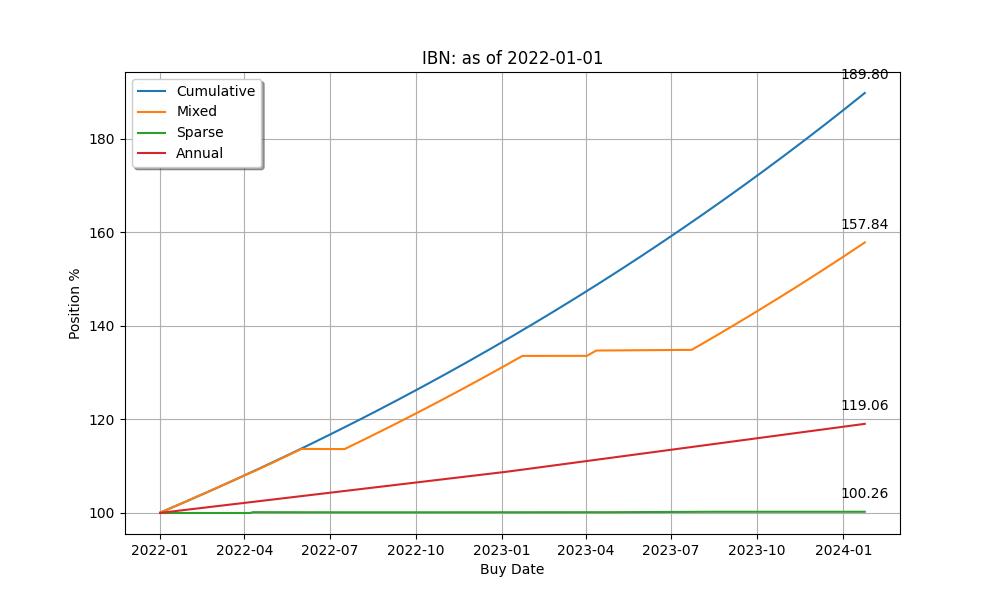 IBN: as of 2022-01-01
Cumulative
Mixed
Sparse
Annual
189.80
157.84
119.06
100.26
180
160
140
120
100
Position %
2022-01 2022-04 2022-07 2022-10 2023-01 2023-04 2023-07 2023-10 2024-01
Buy Date